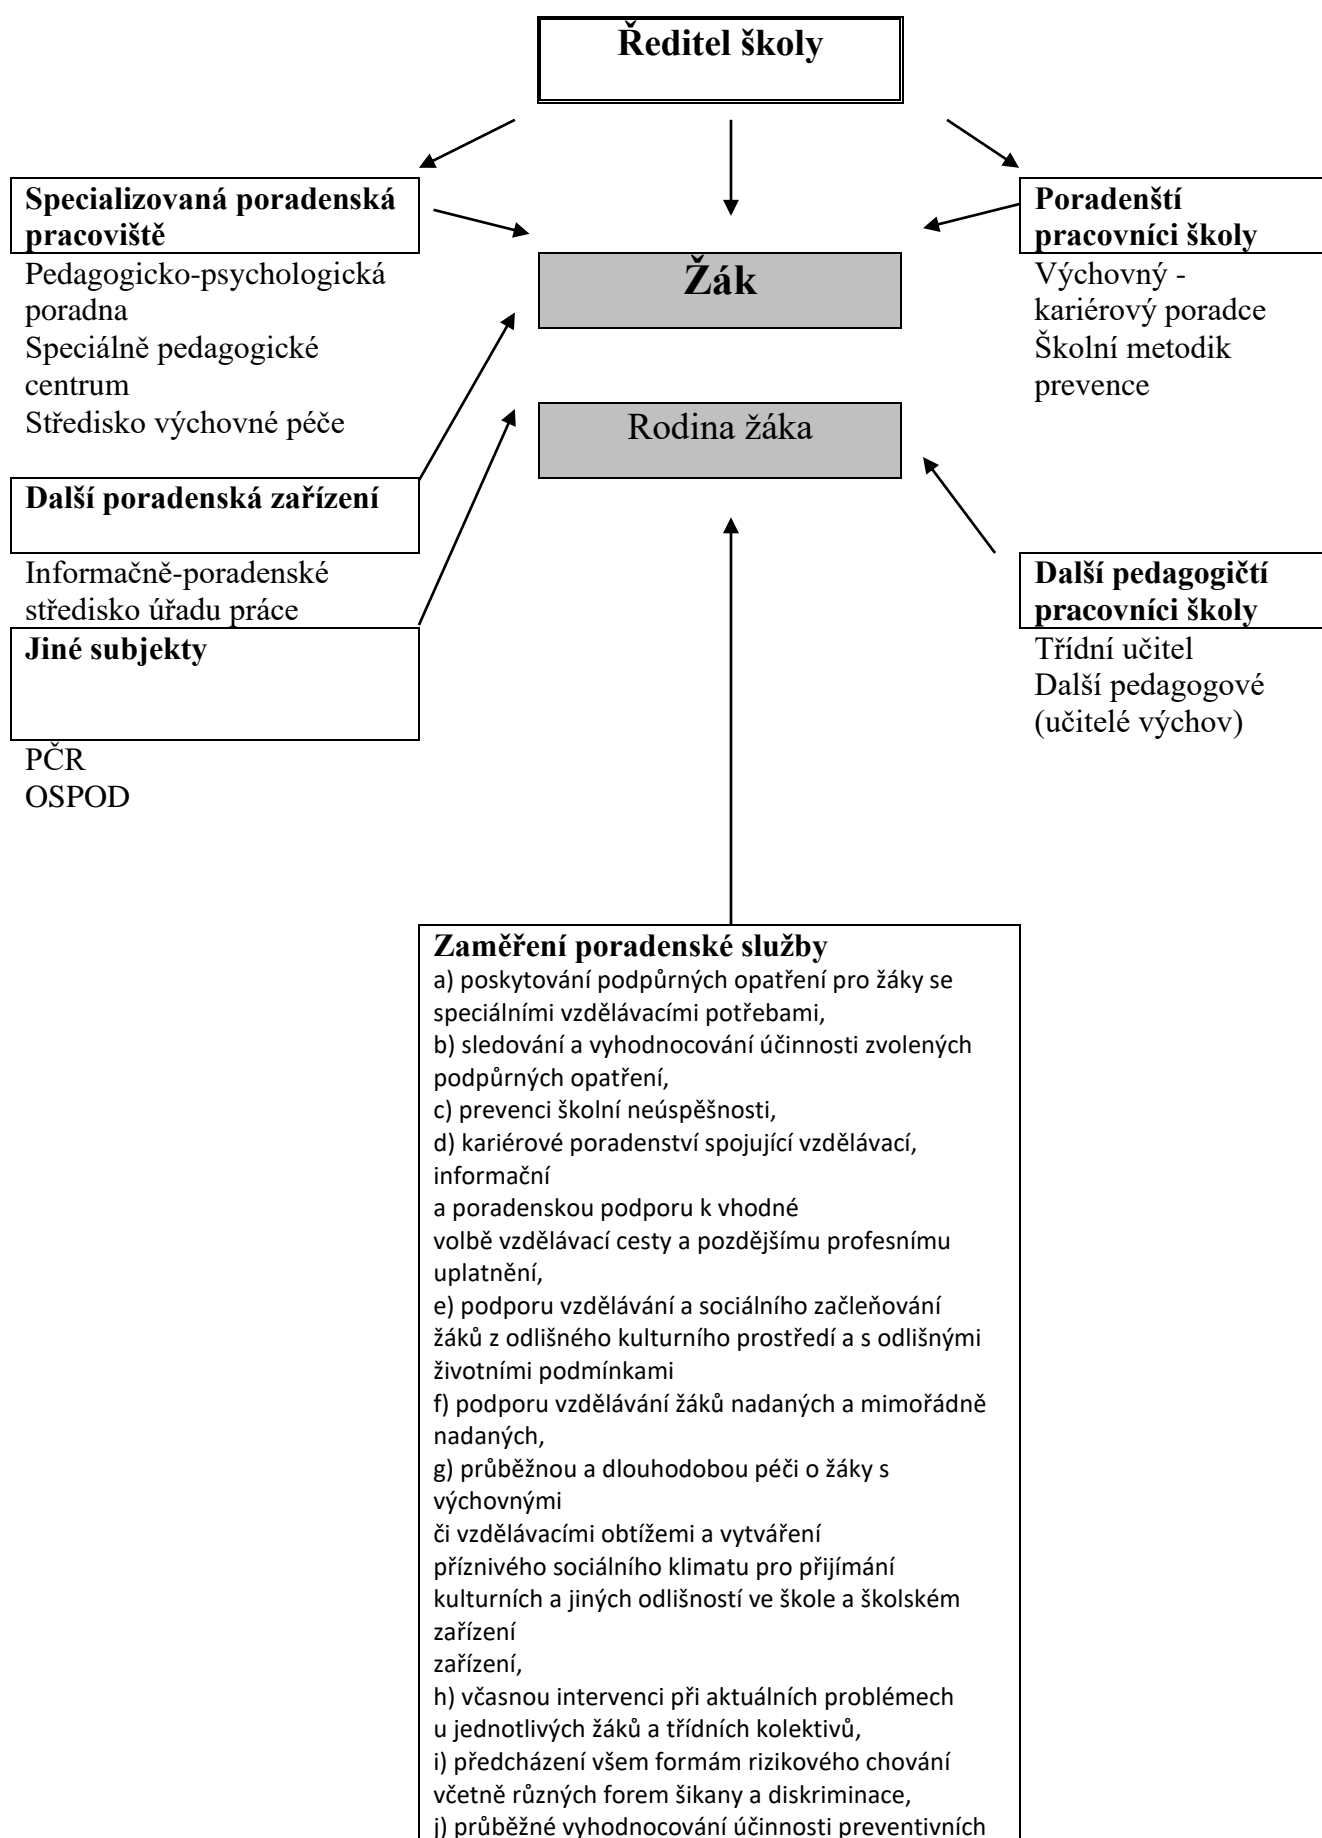 Ředitel školy
Specializovaná poradenská
pracoviště
Pedagogicko-psychologická
poradna
Speciálně pedagogické
centrum
Středisko výchovné péče
Další poradenská zařízení
Informačně-poradenské
středisko úřadu práce
Jiné subjekty
PČR
OSPOD
Žák
Rodina žáka
Poradenští
pracovníci školy
Výchovný -
kariérový poradce
Školní metodik
prevence
Další pedagogičtí
pracovníci školy
Třídní učitel
Další pedagogové
(učitelé výchov)
Zaměření poradenské služby
a) poskytování podpůrných opatření pro žáky se
speciálními vzdělávacími potřebami,
b) sledování a vyhodnocování účinnosti zvolených
podpůrných opatření,
c) prevenci školní neúspěšnosti,
d) kariérové poradenství spojující vzdělávací,
informační
a poradenskou podporu k vhodné
volbě vzdělávací cesty a pozdějšímu profesnímu
uplatnění,
e) podporu vzdělávání a sociálního začleňování
žáků z odlišného kulturního prostředí a s odlišnými
životními podmínkami
f) podporu vzdělávání žáků nadaných a mimořádně
nadaných,
g) průběžnou a dlouhodobou péči o žáky s
výchovnými
či vzdělávacími obtížemi a vytváření
příznivého sociálního klimatu pro přijímání
kulturních a jiných odlišností ve škole a školském
zařízení
zařízení,
h) včasnou intervenci při aktuálních problémech
u jednotlivých žáků a třídních kolektivů,
i) předcházení všem formám rizikového chování
včetně různých forem šikany a diskriminace,
j) průběžné vyhodnocování účinnosti preventivních